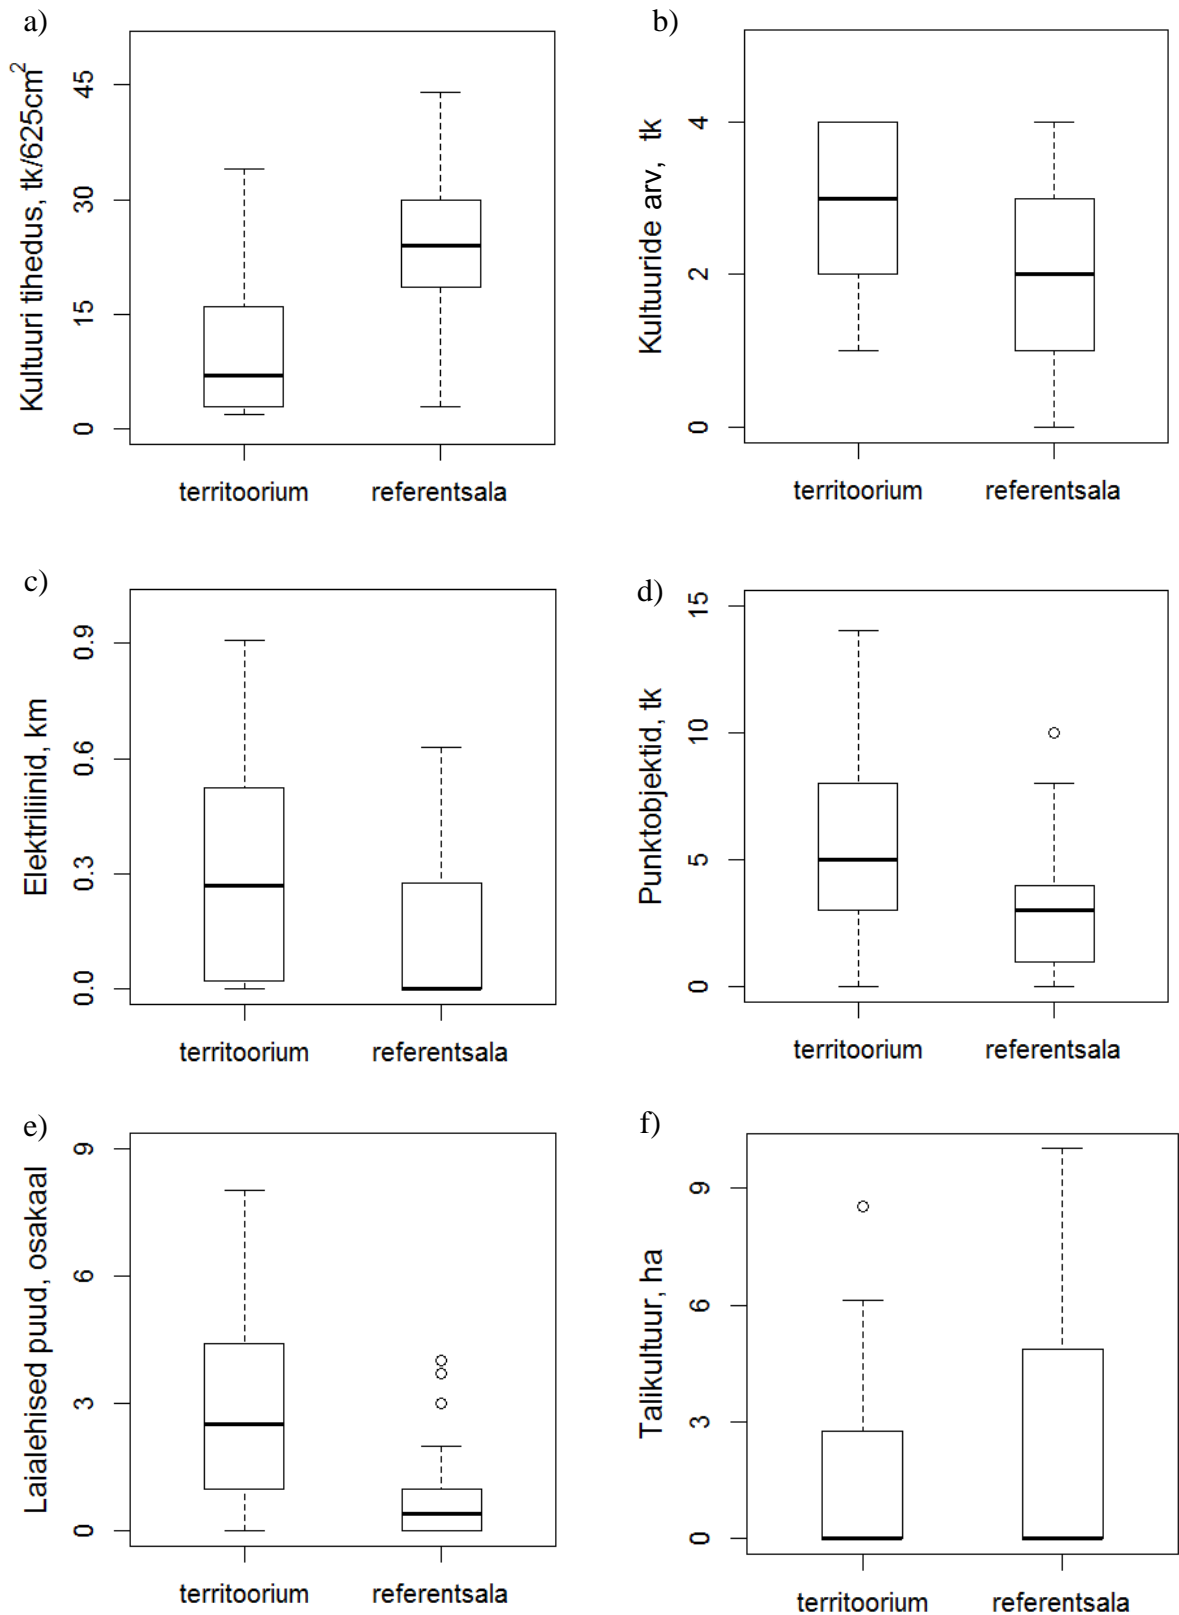 a)
Kultuuri tihedus, tk/625cm²
45
30
15
0
territoorium
referentsala
b)
Kultuuride arv, tk
4
2
0
territoorium
referentsala
c)
Elektriliinid, km
0.9
0.6
0.3
0.0
territoorium
referentsala
d)
Punktobjektid, tk
15
10
5
0
territoorium
referentsala
e)
Laialehised puud, osakaal
9
6
3
0
territoorium
referentsala
f)
Talikultuur, ha
9
6
3
0
territoorium
referentsala